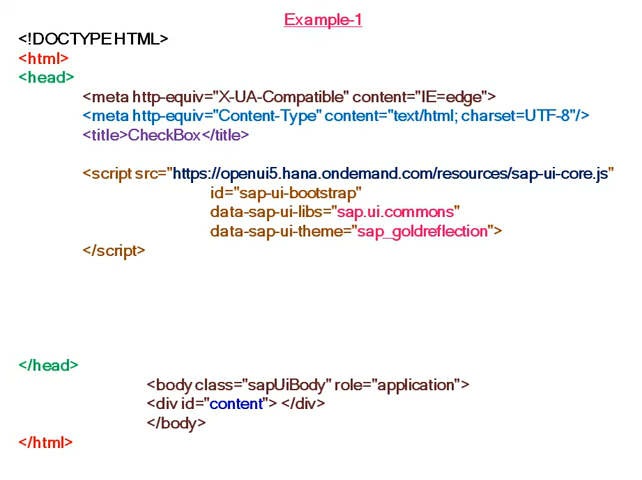 Example-1
<!DOCTYPE HTML>
<html>
<head>
<meta http-equiv="X-UA-Compatible" content="IE=edge">
<meta http-equiv="Content-Type" content="text/html; charset=UTF-8"/>
<title>CheckBox</title>
<script src="https://openui5.hana.ondemand.com/resources/sap-ui-core.js"
id="sap-ui-bootstrap"
data-sap-ui-libs="sap.ui.commons"
data-sap-ui-theme="sap_goldreflection">
</script>
</head>
<body class="sapUiBody" role="application">
<div id="content"> </div>
</body>
</html>